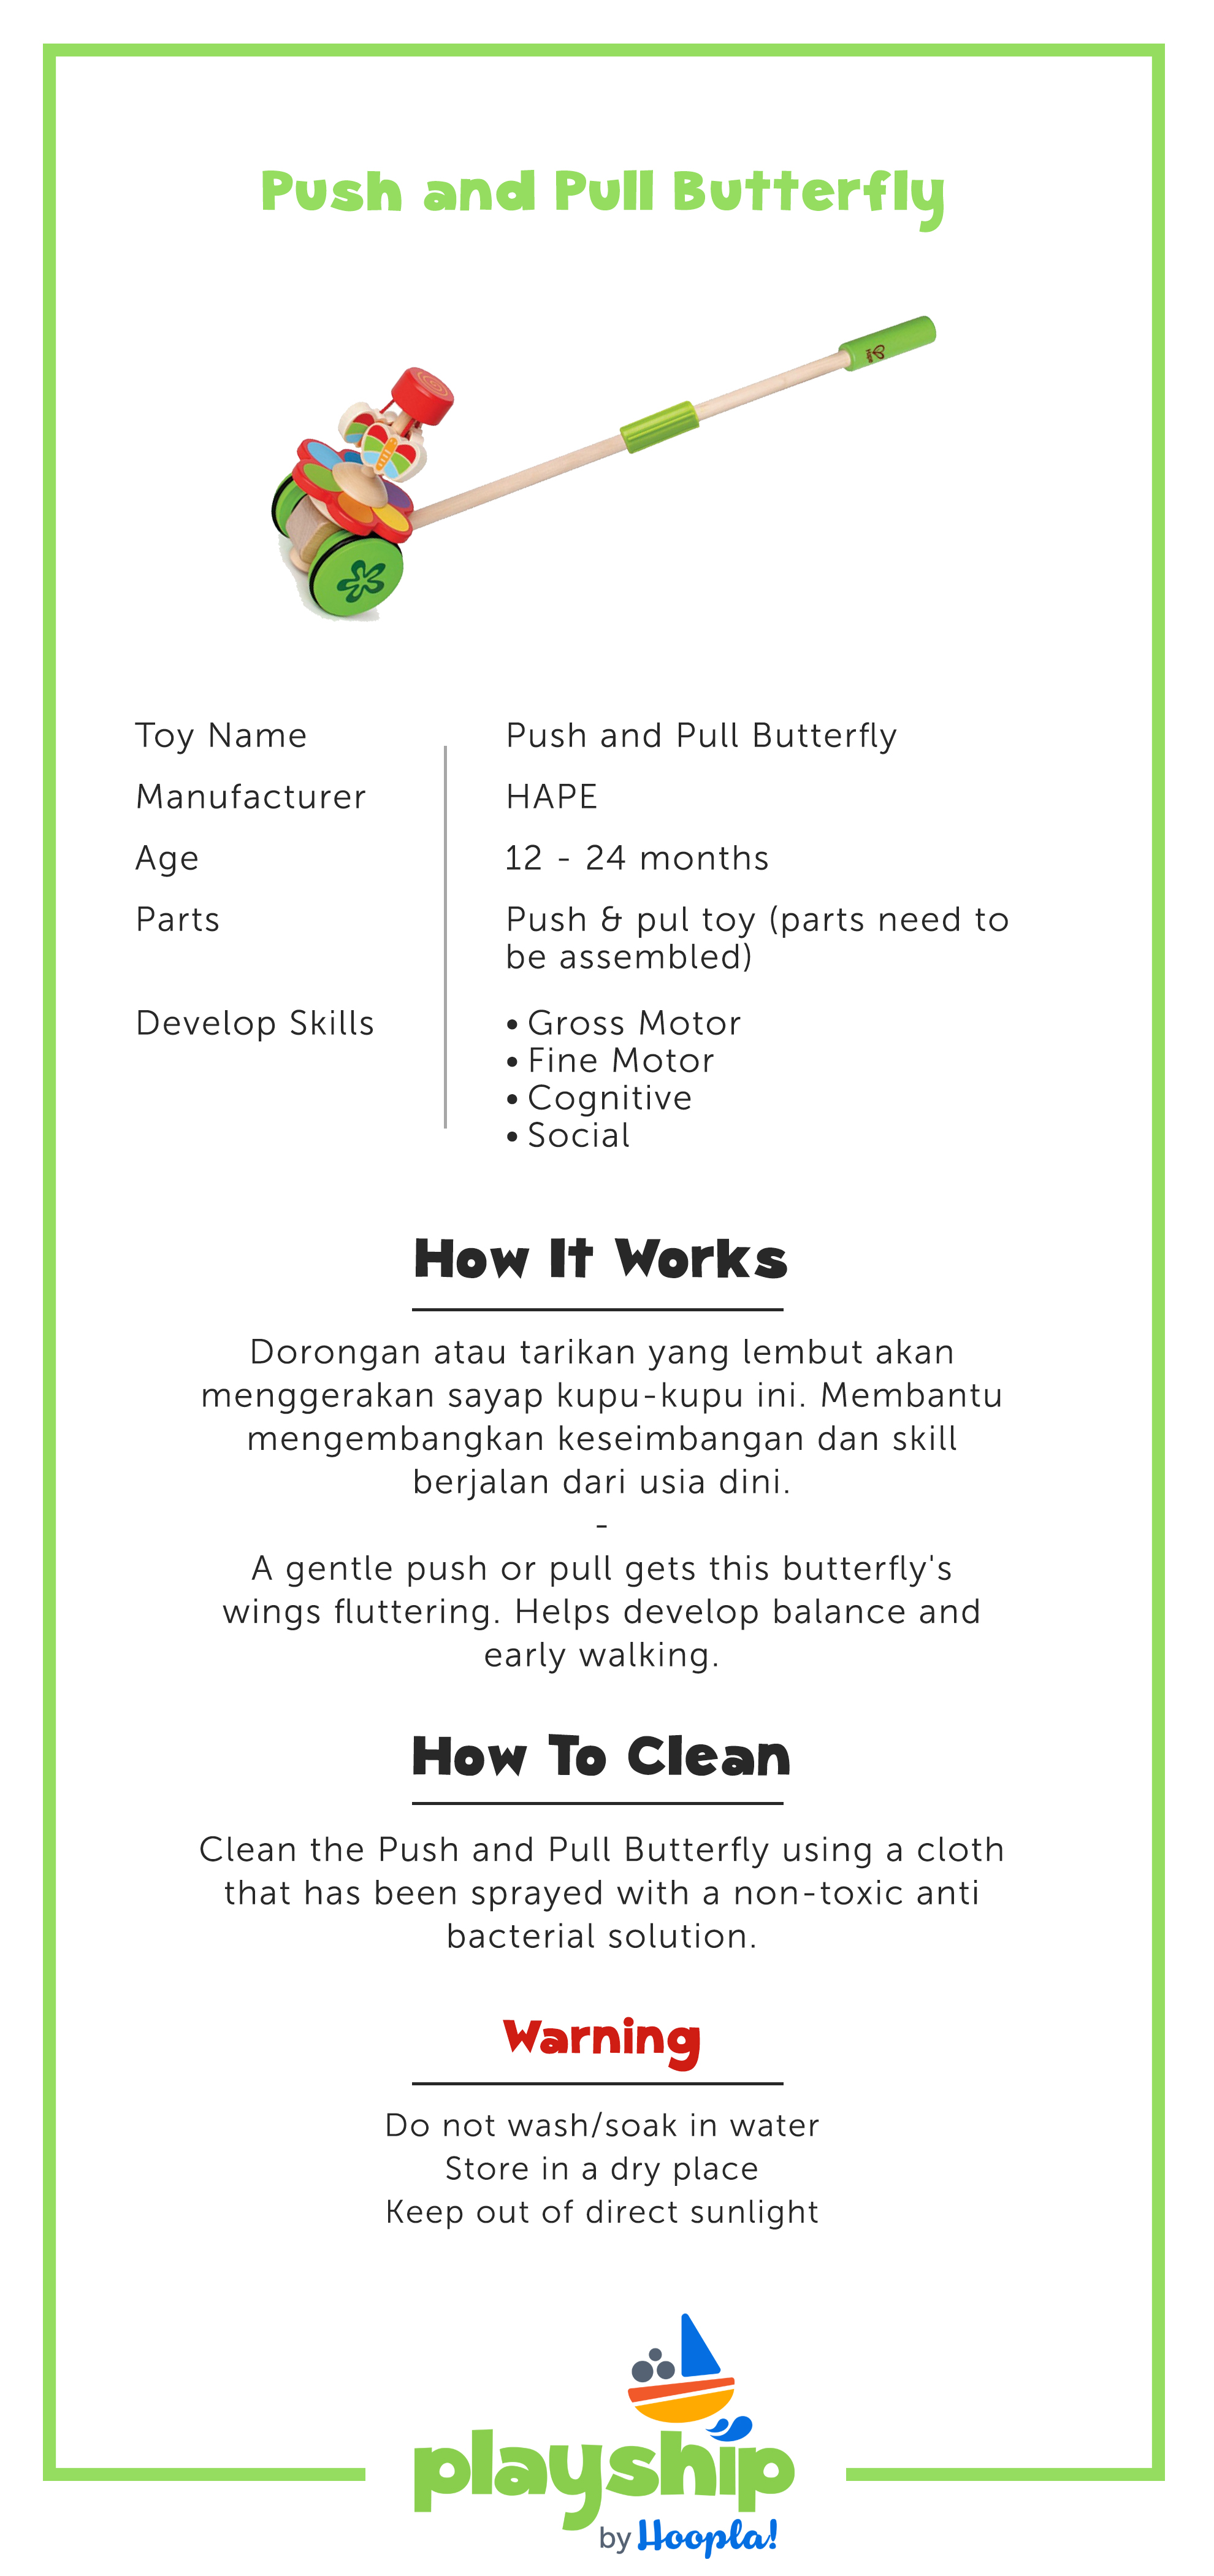 Push and Pull Butterfly
Toy Name
Push and Pull Butterfly
Manufacturer
HAPE
Age
12 - 24 months
Parts
Push & pul toy (parts need to
be assembled)
Develop Skills
• Gross Motor
• Fine Motor
• Cognitive
• Social
How It Works
Dorongan atau tarikan yang lembut akan
menggerakan sayap kupu-kupu ini. Membantu
mengembangkan keseimbangan dan skill
berjalan dari usia dini.
-
A gentle push or pull gets this butterfly's
wings fluttering. Helps develop balance and
early walking.
How To Clean
Clean the Push and Pull Butterfly using a cloth
that has been sprayed with a non-toxic anti
bacterial solution.
Warning
Do not wash/soak in water
Store in a dry place
Keep out of direct sunlight
playship
by Hoopla!